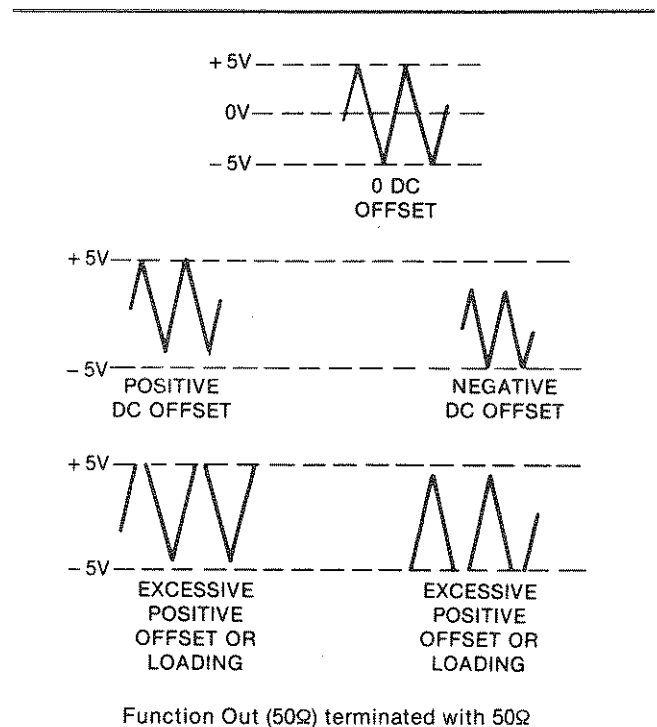 + 5V
0V
- 5V
0 DC
OFFSET
+ 5V
- 5V
POSITIVE
DC OFFSET
NEGATIVE
DC OFFSET
+ 5V
- 5V
EXCESSIVE
POSITIVE
OFFSET OR
LOADING
EXCESSIVE
POSITIVE
OFFSET OR
LOADING
Function Out (50Ω) terminated with 50Ω